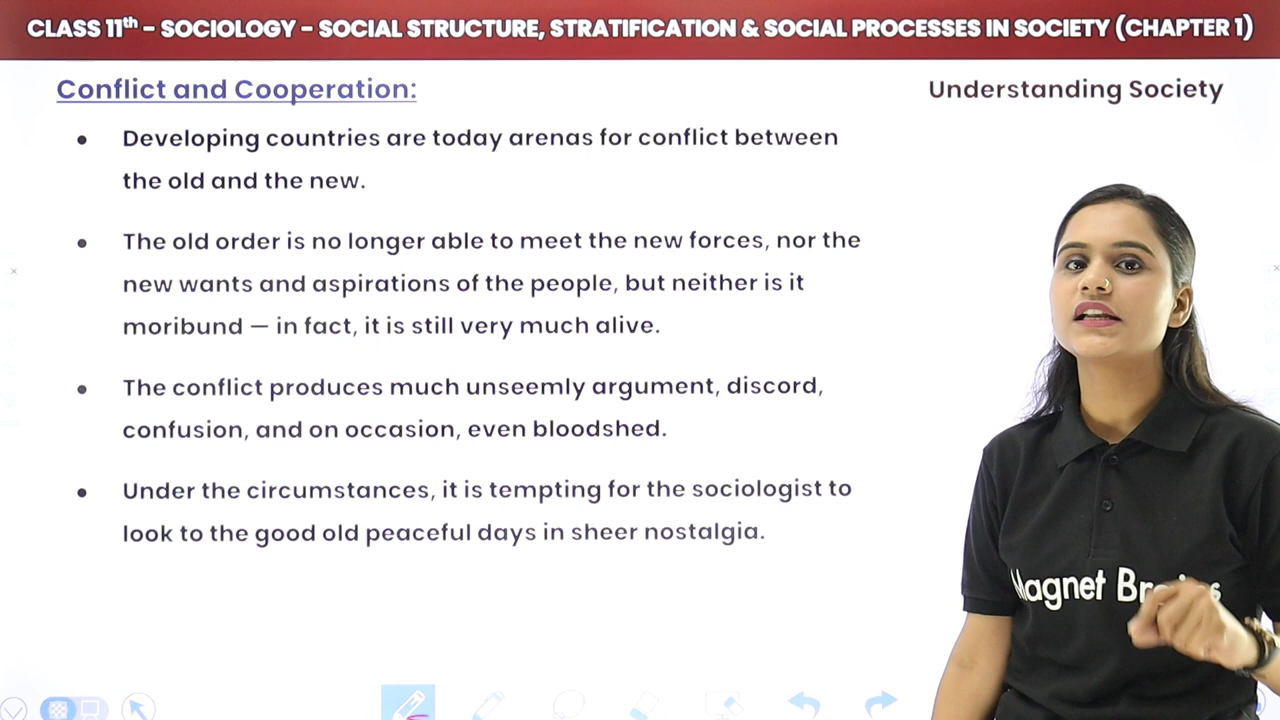 CLASS 11th - SOCIOLOGY - SOCIAL STRUCTURE, STRATIFICATION & SOCIAL PROCESSES IN SOCIETY (CHAPTER 1)
Conflict and Cooperation:
Understanding Society
• Developing countries are today arenas for conflict between
the old and the new.
• The old order is no longer able to meet the new forces, nor the
new wants and aspirations of the people, but neither is it
moribund — in fact, it is still very much alive.
• The conflict produces much unseemly argument, discord,
confusion, and on occasion, even bloodshed.
• Under the circumstances, it is tempting for the sociologist to
look to the good old peaceful days in sheer nostalgia.
Magnet